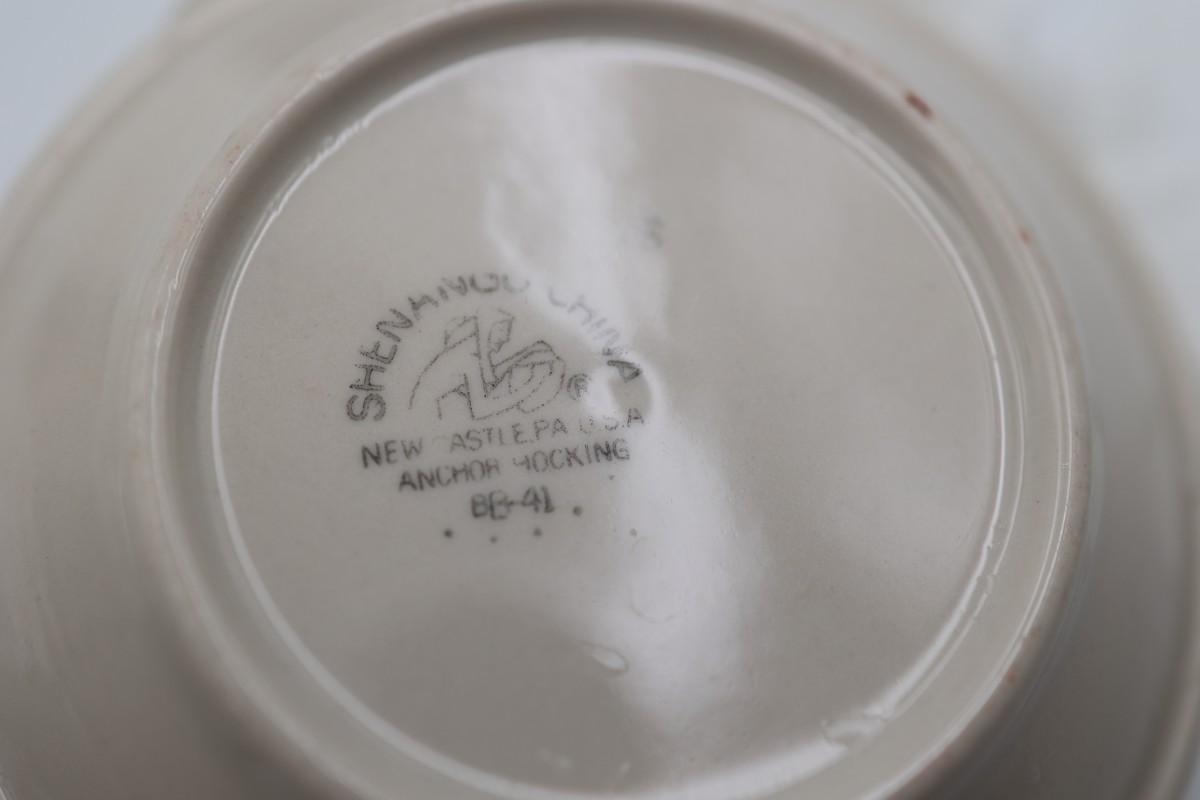 SHENANGO CHINA
®
NEW CASTLE, PA U.S.A
ANCHOR HOCKING
BB-41